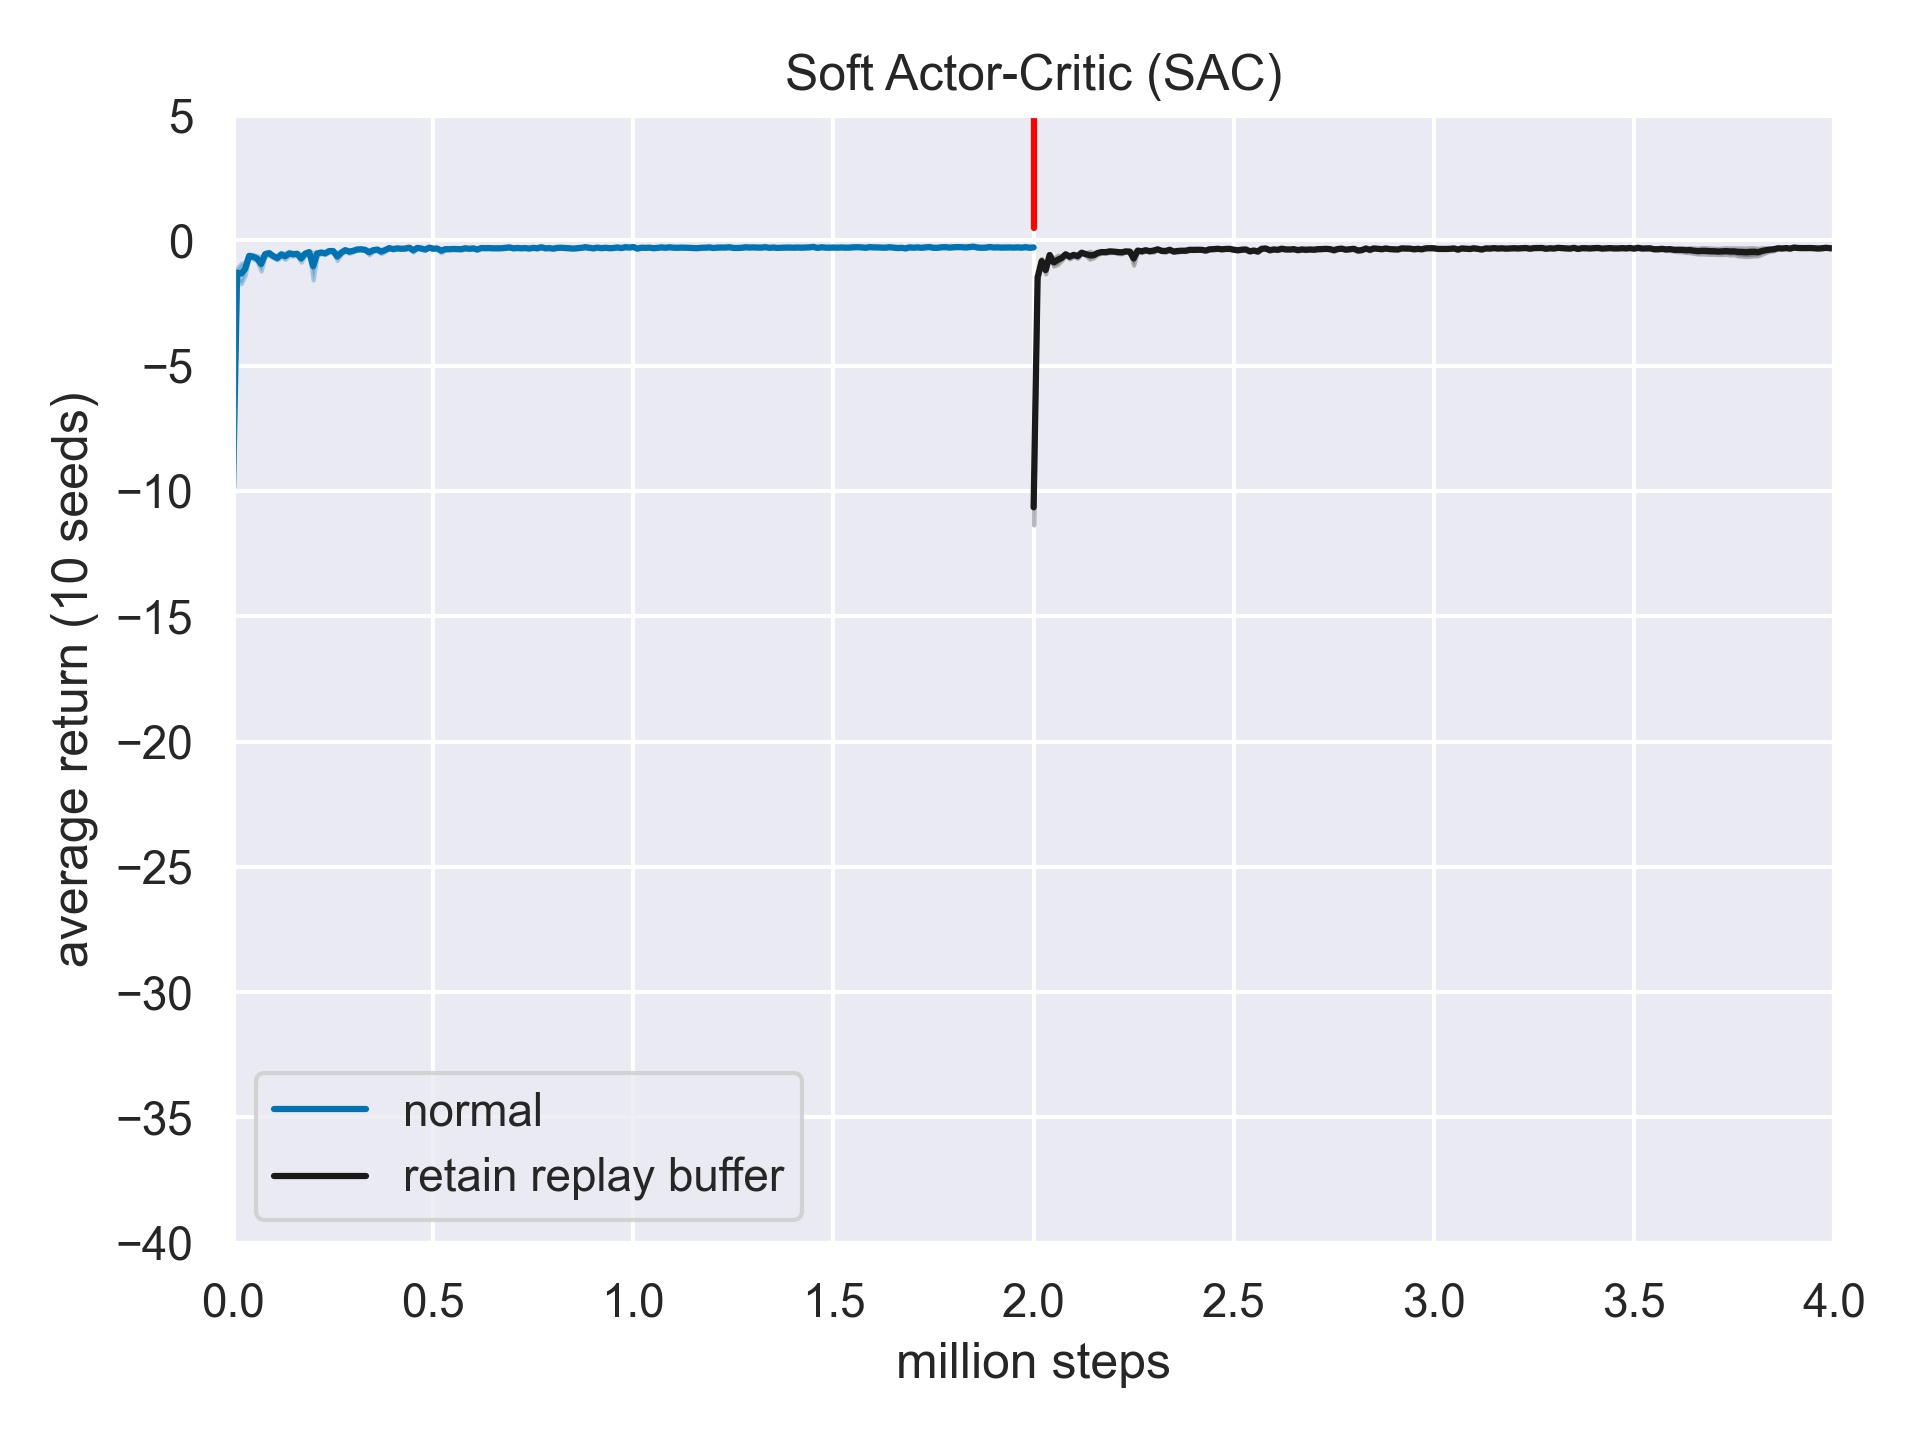 Soft Actor-Critic (SAC)
5
0
−5
−10
−15
−20
−25
−30
−35
−40
average return (10 seeds)
normal
retain replay buffer
0.0 0.5 1.0 1.5 2.0 2.5 3.0 3.5 4.0
million steps